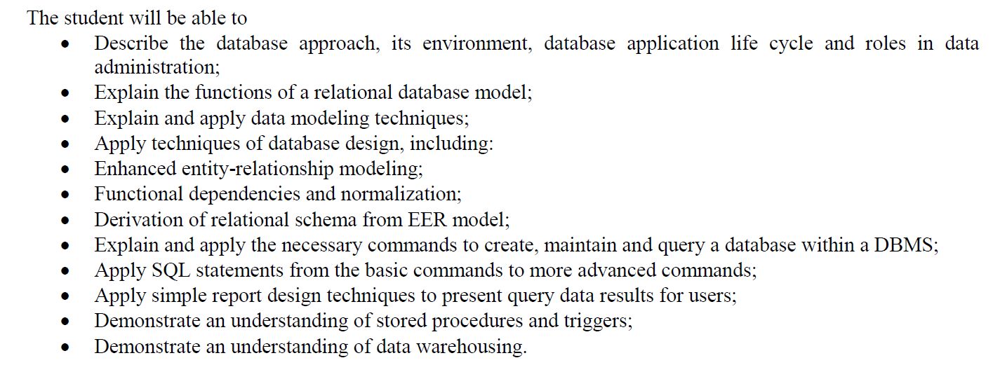 The student will be able to
• Describe the database approach, its environment, database application life cycle and roles in data
administration;
• Explain the functions of a relational database model;
• Explain and apply data modeling techniques;
• Apply techniques of database design, including:
• Enhanced entity-relationship modeling;
• Functional dependencies and normalization;
• Derivation of relational schema from EER model;
• Explain and apply the necessary commands to create, maintain and query a database within a DBMS;
• Apply SQL statements from the basic commands to more advanced commands;
• Apply simple report design techniques to present query data results for users;
• Demonstrate an understanding of stored procedures and triggers;
• Demonstrate an understanding of data warehousing.